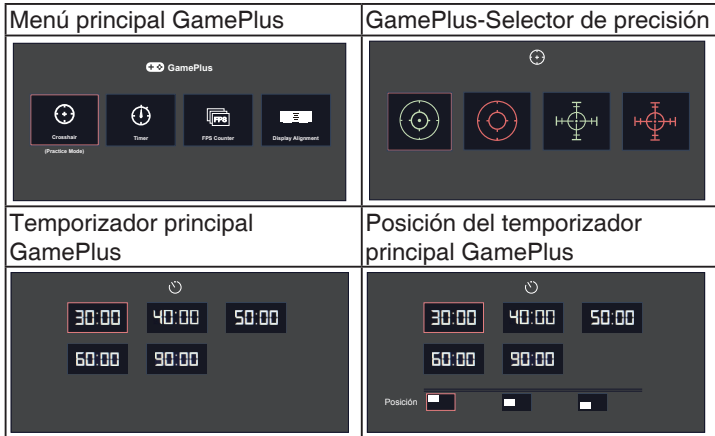 Menú principal GamePlus
GamePlus-Selector de precisión
GamePlus
Crosshair
Timer
FPS
FPS Counter
Display Alignment
(Practice Mode)
Temporizador principal
GamePlus
Posición del temporizador
principal GamePlus
30:00 40:00 50:00
60:00 90:00
30:00 40:00 50:00
60:00 90:00
Posición